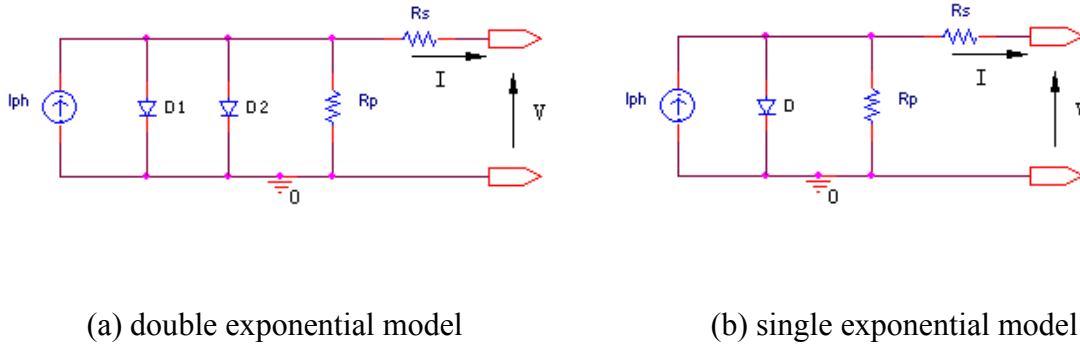 Rs
I
Iph
D1
D2
Rp
V
0
Rs
I
Iph
D
Rp
V
0
(a) double exponential model
(b) single exponential model